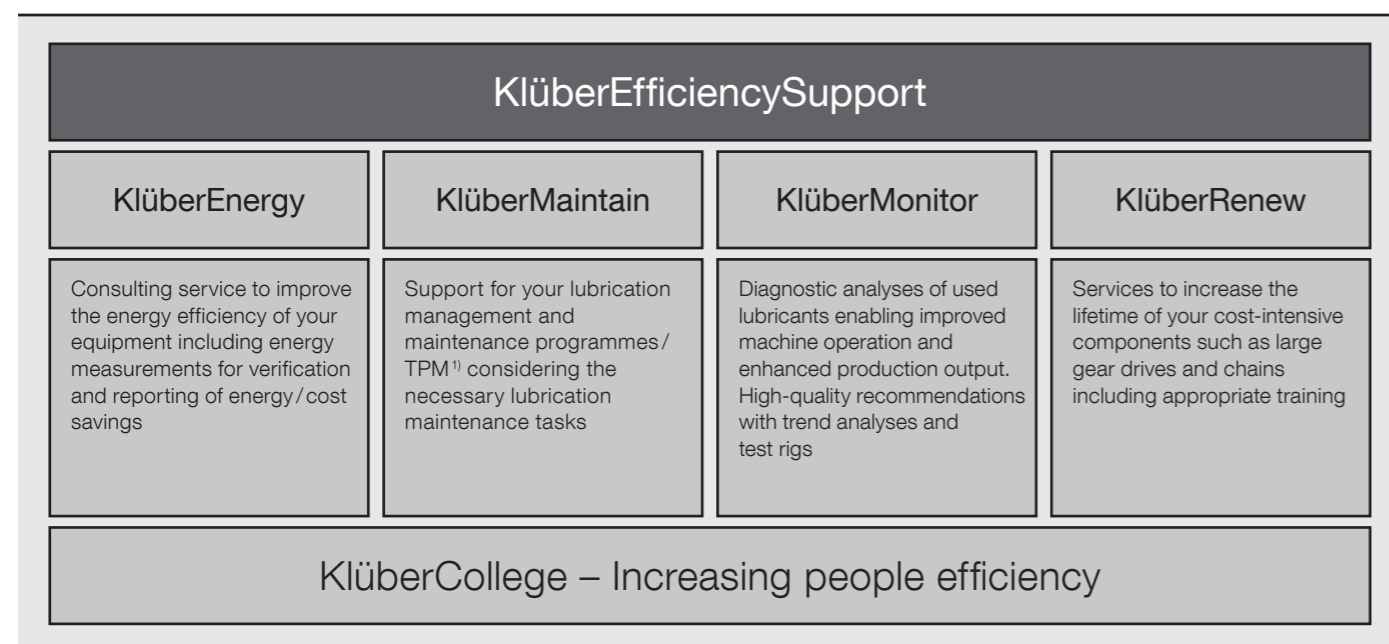 KlüberEfficiencySupport
KlüberEnergy
Consulting service to improve
the energy efficiency of your
equipment including energy
measurements for verification
and reporting of energy/cost
savings
KlüberMaintain
Support for your lubrication
management and
maintenance programmes/
TPM¹⁾ considering the
necessary lubrication
maintenance tasks
KlüberMonitor
Diagnostic analyses of used
lubricants enabling improved
machine operation and
enhanced production output.
High-quality recommendations
with trend analyses and
test rigs
KlüberRenew
Services to increase the
lifetime of your cost-intensive
components such as large
gear drives and chains
including appropriate training
KlüberCollege – Increasing people efficiency